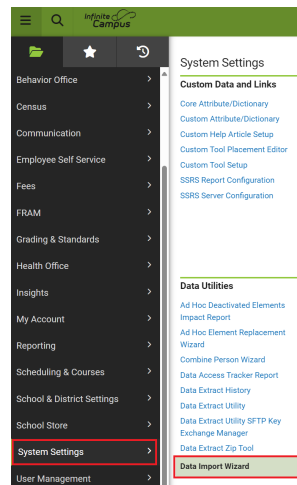 Infinite
Campus
Behavior Office
Census
Communication
Employee Self Service
Fees
FRAM
Grading & Standards
Health Office
Insights
My Account
Reporting
Scheduling & Courses
School & District Settings
School Store
System Settings
User Management
System Settings
Custom Data and Links
Core Attribute/Dictionary
Custom Attribute/Dictionary
Custom Help Article Setup
Custom Tool Placement Editor
Custom Tool Setup
SSRS Report Configuration
SSRS Server Configuration
Data Utilities
Ad Hoc Deactivated Elements
Impact Report
Ad Hoc Element Replacement
Wizard
Combine Person Wizard
Data Access Tracker Report
Data Extract History
Data Extract Utility
Data Extract Utility SFTP Key
Exchange Manager
Data Extract Zip Tool
Data Import Wizard